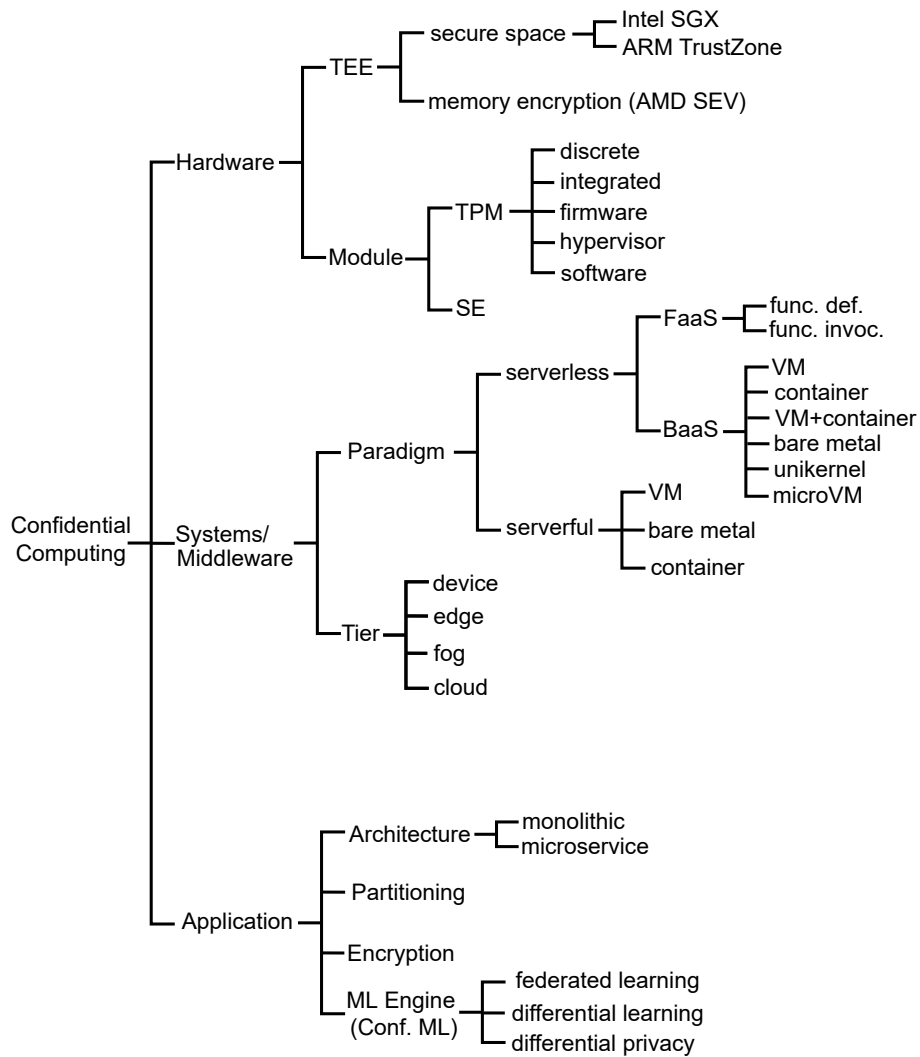 Intel SGX
secure space
ARM TrustZone
TEE
memory encryption (AMD SEV)
Hardware
discrete
integrated
TPM
firmware
hypervisor
Module
software
SE
func. def.
FaaS
func. invoc.
serverless
VM
container
VM+container
BaaS
bare metal
unikernel
microVM
Paradigm
VM
serverful
bare metal
container
Confidential
Computing
Systems/
Middleware
device
edge
Tier
fog
cloud
monolithic
Architecture
microservice
Partitioning
Application
Encryption
federated learning
ML Engine
(Conf. ML)
differential learning
differential privacy